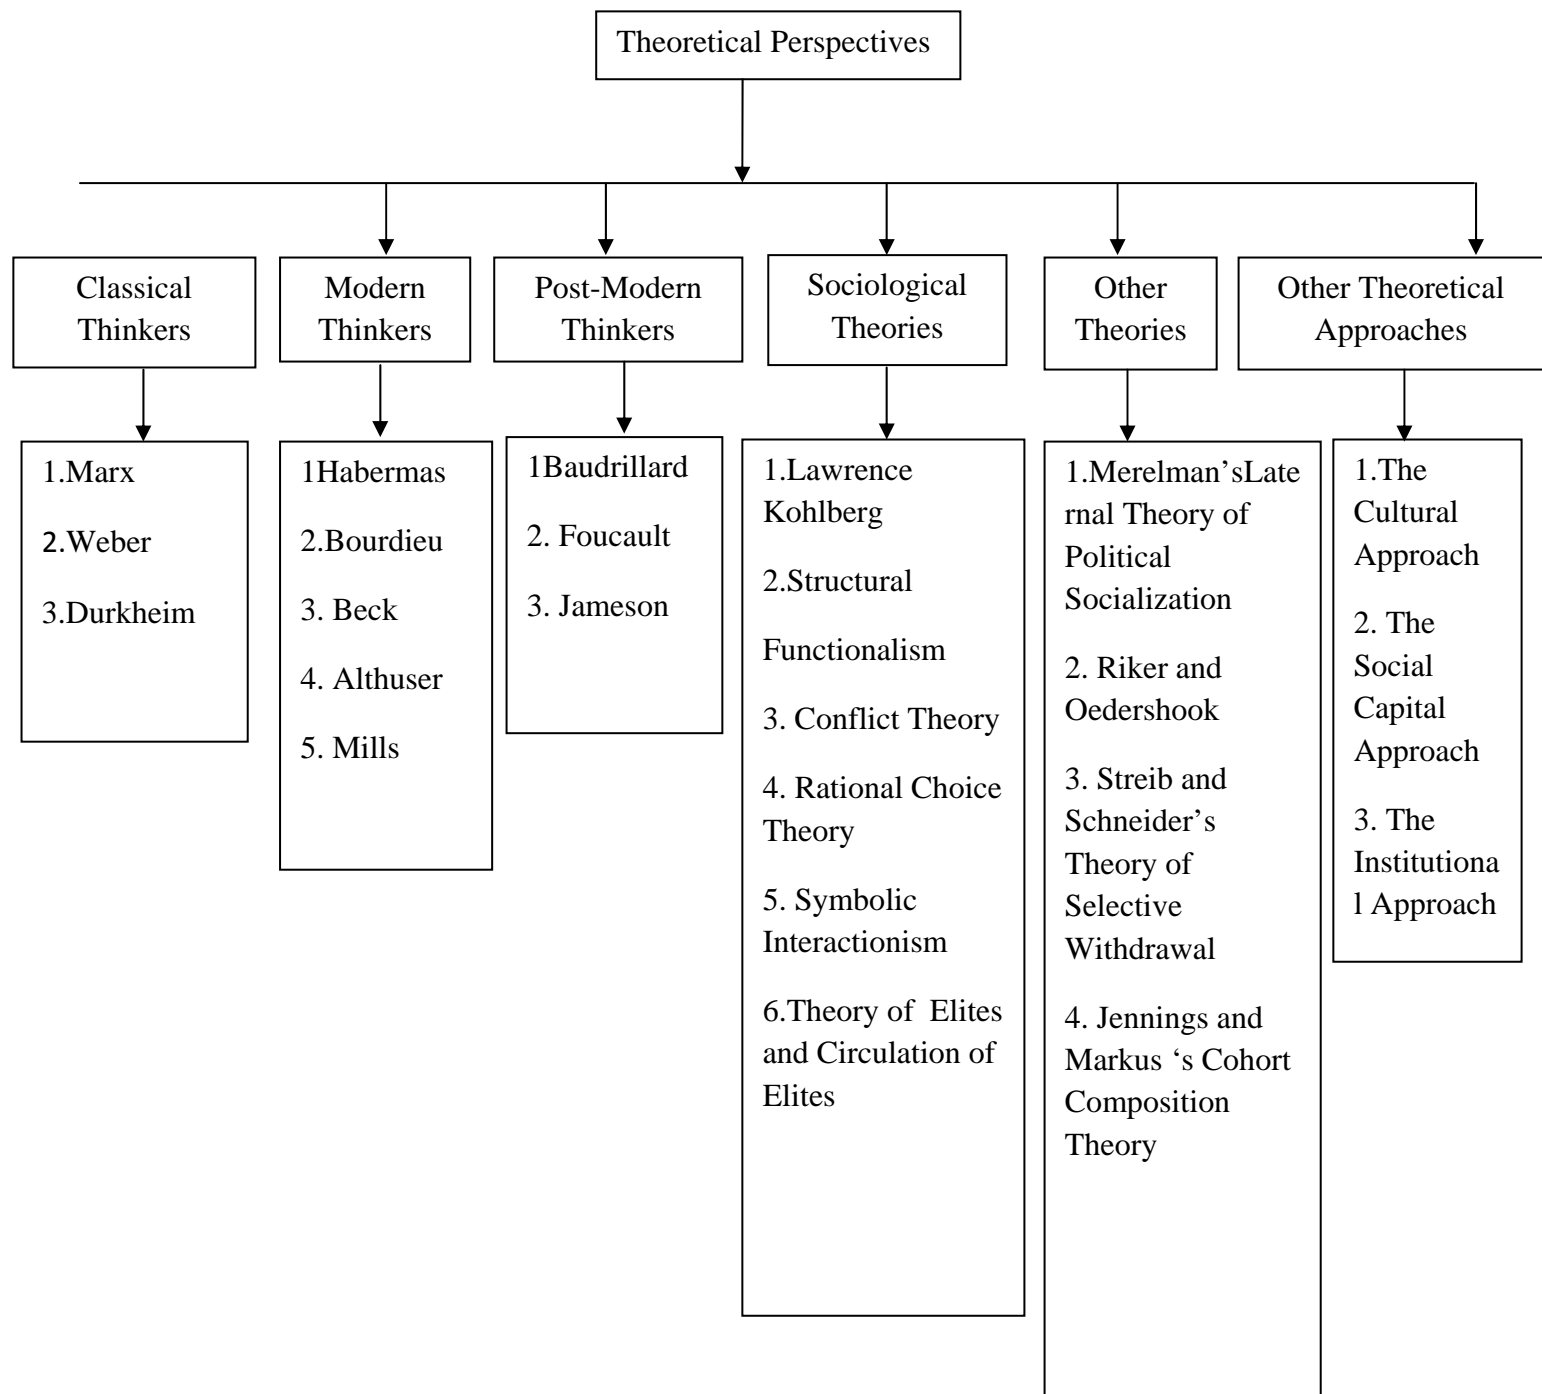 Theoretical Perspectives
Classical
Thinkers
Modern
Thinkers
Post-Modern
Thinkers
Sociological
Theories
Other
Theories
Other Theoretical
Approaches
1.Marx
2.Weber
3.Durkheim
1Habermas
2.Bourdieu
3. Beck
4. Althuser
5. Mills
1Baudrillard
2. Foucault
3. Jameson
1.Lawrence
Kohlberg
2.Structural
Functionalism
3. Conflict Theory
4. Rational Choice
Theory
5. Symbolic
Interactionism
6.Theory of  Elites
and Circulation of
Elites
1.Merelman’sLate
rnal Theory of
Political
Socialization
2. Riker and
Oedershook
3. Streib and
Schneider’s
Theory of
Selective
Withdrawal
4. Jennings and
Markus ‘s Cohort
Composition
Theory
1.The
Cultural
Approach
2. The
Social
Capital
Approach
3. The
Institutiona
l Approach